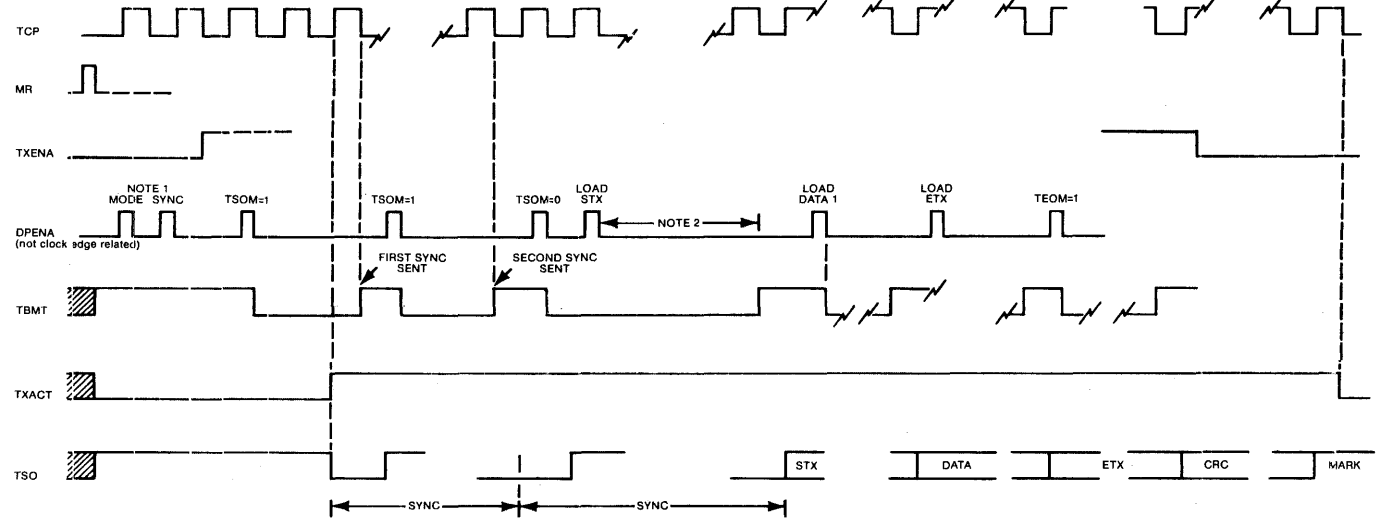 TCP
MR
TXENA
NOTE 1
MODE SYNC
TSOM=1
TSOM=1
TSOM=0
LOAD
STX
NOTE 2
LOAD
DATA 1
LOAD
ETX
TEOM=1
DPENA
(not clock edge related)
FIRST SYNC
SENT
SECOND SYNC
SENT
TBMT
TXACT
TSO
STX
DATA
ETX
CRC
MARK
SYNC
SYNC